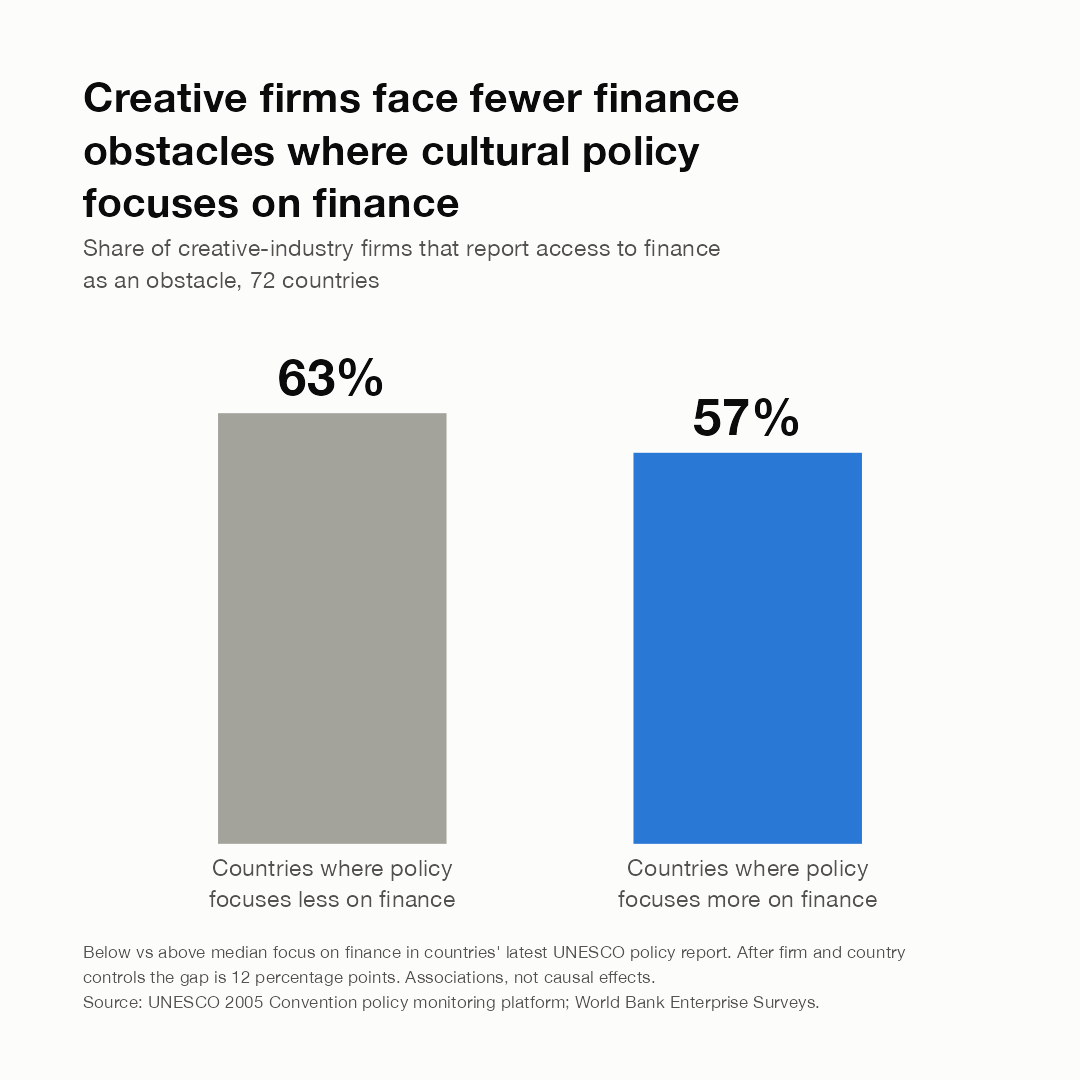 Creative firms face fewer finance
obstacles where cultural policy
focuses on finance
Share of creative-industry firms that report access to finance
as an obstacle, 72 countries
63%
57%
Countries where policy
focuses less on finance
Countries where policy
focuses more on finance
Below vs above median focus on finance in countries' latest UNESCO policy report. After firm and country
controls the gap is 12 percentage points. Associations, not causal effects.
Source: UNESCO 2005 Convention policy monitoring platform; World Bank Enterprise Surveys.